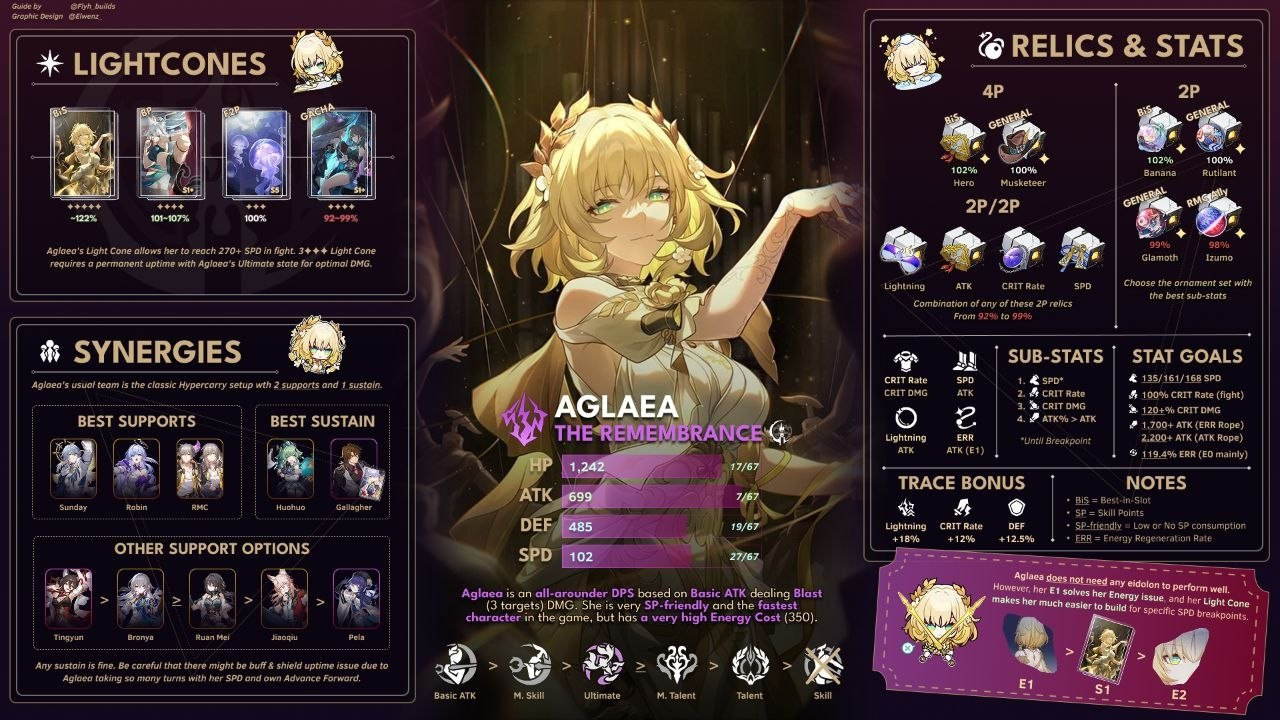 Guide by @Flyh_builds
Graphic Design @Elwenz_
LIGHTCONES
BiS
BP
F2P
GACHA
S1+
S5
S1+
~122%
101~107%
100%
92~99%
Aglaea's Light Cone allows her to reach 270+ SPD in fight. 3✦✦✦ Light Cone
requires a permanent uptime with Aglaea's Ultimate state for optimal DMG.
SYNERGIES
Aglaea's usual team is the classic Hypercarry setup wth 2 supports and 1 sustain.
BEST SUPPORTS
Sunday
Robin
RMC
BEST SUSTAIN
Huohuo
Gallagher
OTHER SUPPORT OPTIONS
> ≥ >
Tingyun
Bronya
Ruan Mei
Jiaoqiu
Pela
Any sustain is fine. Be careful that there might be buff & shield uptime issue due to
Aglaea taking so many turns with her SPD and own Advance Forward.
AGLAEA
THE REMEMBRANCE
HP 1,242 17/67
ATK 699 7/67
DEF 485 19/67
SPD 102 27/67
Aglaea is an all-arounder DPS based on Basic ATK dealing Blast
(3 targets) DMG. She is very SP-friendly and the fastest
character in the game, but has a very high Energy Cost (350).
> > ≥ > >
Basic ATK
M. Skill
Ultimate
M. Talent
Talent
Skill
RELICS & STATS
4P
BiS
GENERAL
102%
100%
Hero
Musketeer
2P
BiS
GENERAL
102%
100%
Banana
Rutilant
GENERAL
RMC Ally
99%
98%
Glamoth
Izumo
Choose the ornament set with
the best sub-stats
2P/2P
Lightning
ATK
CRIT Rate
SPD
Combination of any of these 2P relics
From 92% to 99%
CRIT Rate
CRIT DMG
SPD
ATK
Lightning
ATK
ERR
ATK (E1)
SUB-STATS
1. SPD*
2. CRIT Rate
3. CRIT DMG
4. ATK% > ATK
*Until Breakpoint
STAT GOALS
135/161/168 SPD
100% CRIT Rate (fight)
120+% CRIT DMG
1,700+ ATK (ERR Rope)
2,200+ ATK (ATK Rope)
119.4% ERR (E0 mainly)
TRACE BONUS
Lightning
+18%
CRIT Rate
+12%
DEF
+12.5%
NOTES
• BiS = Best-in-Slot
• SP = Skill Points
• SP-friendly = Low or No SP consumption
• ERR = Energy Regeneration Rate
Aglaea does not need any eidolon to perform well.
However, her E1 solves her Energy issue, and her Light Cone
makes her much easier to build for specific SPD breakpoints.
> >
E1
S1
E2